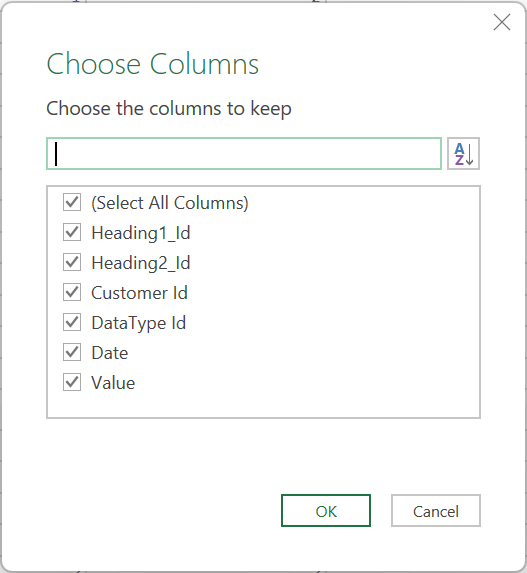 Choose Columns
Choose the columns to keep
A
Z
(Select All Columns)
Heading1_Id
Heading2_Id
Customer Id
DataType Id
Date
Value
OK
Cancel